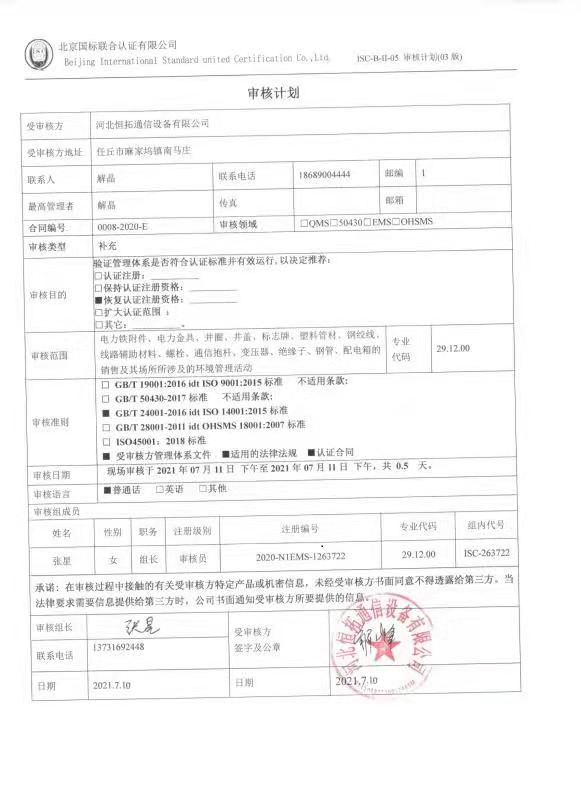 北京国标联合认证有限公司
Beijing International Standard united Certification Co.,Ltd.
ISC-B-II-05 审核计划(03 版)
审核计划
受审核方 河北恒拓通信设备有限公司
受审核方地址 任丘市麻家坞镇南马庄
联系人 解晶 联系电话 18689004444 邮编 1
最高管理者 解晶 传真 邮箱
合同编号 0008-2020-E 审核领域 □QMS□50430□EMS□OHSMS
审核类型 补充
审核目的
验证管理体系是否符合认证标准并有效运行,以决定推荐:
□认证注册:
□保持认证注册资格:
■恢复认证注册资格:
□扩大认证范围 :
□其它: 。
审核范围
电力铁附件、电力金具、井圈、井盖、标志牌、塑料管材、钢绞线、
线路辅助材料、螺栓、通信抱杆、变压器、绝缘子、钢管、配电箱的
销售及其场所所涉及的环境管理活动
专业
代码
29.12.00
审核准则
□ GB/T 19001:2016 idt ISO 9001:2015 标准 不适用条款:
□ GB/T 50430-2017 标准 不适用条款:
■ GB/T 24001-2016 idt ISO 14001:2015 标准
□ GB/T 28001-2011 idt OHSMS 18001:2007 标准
□ ISO45001: 2018 标准
■ 受审核方管理体系文件 ■适用的法律法规 ■认证合同
审核日期 现场审核于 2021 年 07 月 11 日 下午至 2021 年 07 月 11 日 下午, 共 0.5 天。
审核语言 ■普通话 □英语 □其他
审核组成员
姓名 性别 职务 注册级别 注册编号 专业代码 组内代号
张星 女 组长 审核员 2020-N1EMS-1263722 29.12.00 ISC-263722
承诺: 在审核过程中接触的有关受审核方特定产品或机密信息, 未经受审核方书面同意不得透露给第三方。当
法律要求需要信息提供给第三方时, 公司书面通知受审核方所要提供的信息。
审核组长 张星
受审核方
签字及公章
河北恒拓通信设备有限公司
联系电话 13731692448
日期 2021.7.10 日期 2021.7.10